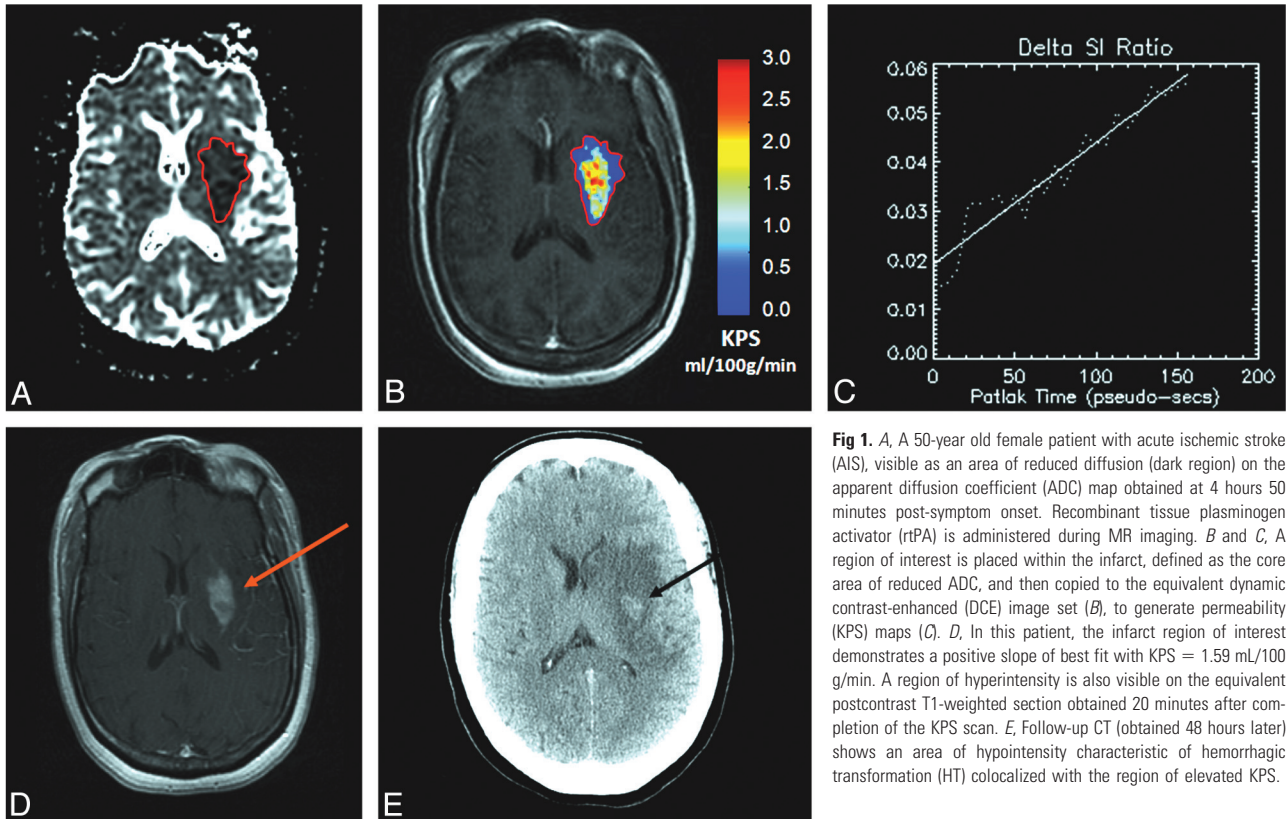 A
B
3.0
2.5
2.0
1.5
1.0
0.5
0.0
KPS
ml/100g/min
C
Delta SI Ratio
0.06
0.05
0.04
0.03
0.02
0.01
0.00
0 50 100 150 200
Patlak Time (pseudo-secs)
D
E
Fig 1. A, A 50-year old female patient with acute ischemic stroke
(AIS), visible as an area of reduced diffusion (dark region) on the
apparent diffusion coefficient (ADC) map obtained at 4 hours 50
minutes post-symptom onset. Recombinant tissue plasminogen
activator (rtPA) is administered during MR imaging. B and C, A
region of interest is placed within the infarct, defined as the core
area of reduced ADC, and then copied to the equivalent dynamic
contrast-enhanced (DCE) image set (B), to generate permeability
(KPS) maps (C). D, In this patient, the infarct region of interest
demonstrates a positive slope of best fit with KPS = 1.59 mL/100
g/min. A region of hyperintensity is also visible on the equivalent
postcontrast T1-weighted section obtained 20 minutes after com-
pletion of the KPS scan. E, Follow-up CT (obtained 48 hours later)
shows an area of hypointensity characteristic of hemorrhagic
transformation (HT) colocalized with the region of elevated KPS.